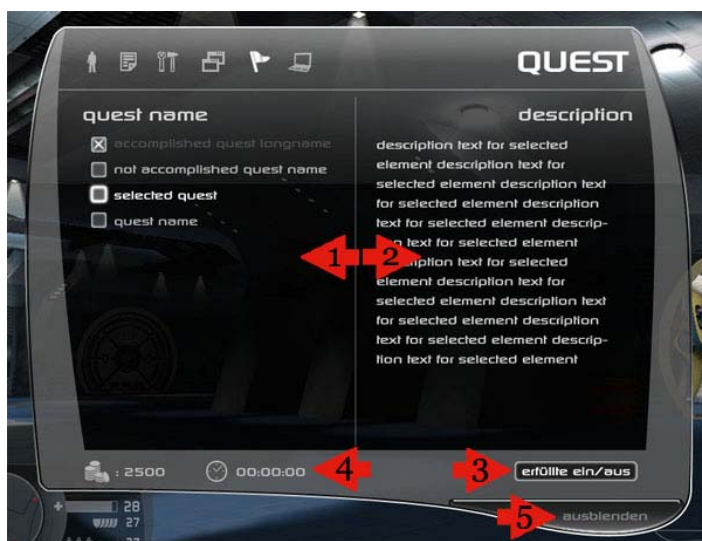 QUEST
quest name
accomplished quest longname
not accomplished quest name
selected quest
quest name
1
description
description text for selected
element description text for
selected element description text
for selected element description
text for selected element descrip-
text for selected element
text for selected
element description text for
selected element description text
for selected element description
text for selected element descrip-
tion text for selected element
2
: 2500
00:00:00
4
3
erfüllte ein/aus
5
ausblenden
28
27